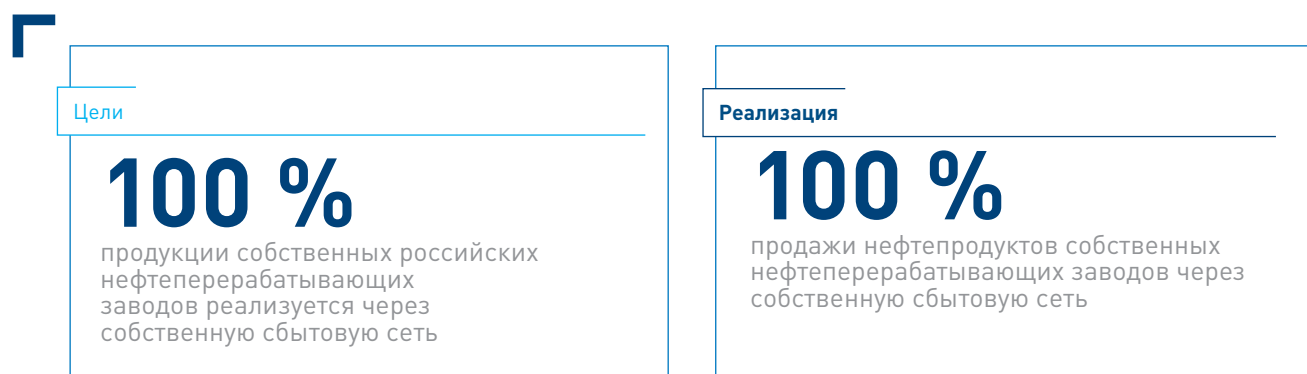 Цели
100 %
продукции собственных российских
нефтеперерабатывающих
заводов реализуется через
собственную сбытовую сеть
Реализация
100 %
продажи нефтепродуктов собственных
нефтеперерабатывающих заводов через
собственную сбытовую сеть